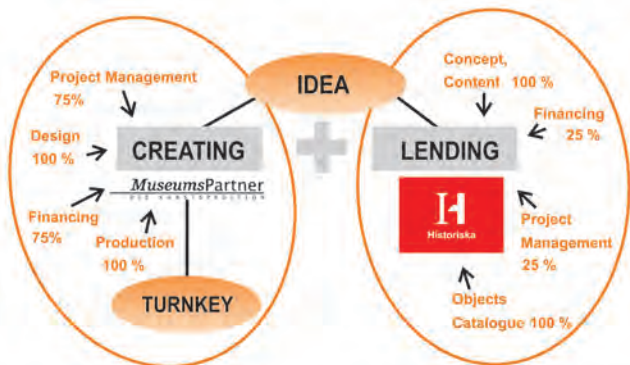 IDEA
Project Management
75%
Design
100 %
CREATING
MuseumsPartner
Financing
75%
Production
100 %
TURNKEY
Concept,
Content 100 %
Financing
25 %
LENDING
H
Historiska
Project
Management
25 %
Objects
Catalogue 100 %